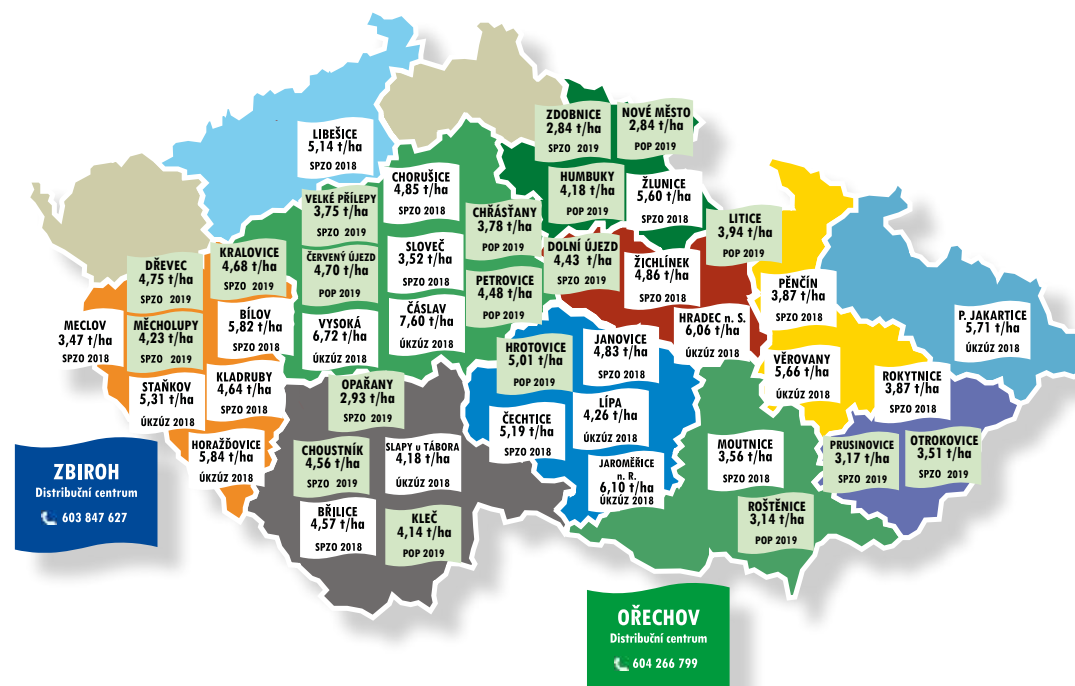 LIBEŠICE
5,14 t/ha
SPZO 2018
ZDOBNICE
2,84 t/ha
SPZO 2019
NOVÉ MĚSTO
2,84 t/ha
POP 2019
CHORUŠICE
4,85 t/ha
SPZO 2018
HUMBUKY
4,18 t/ha
POP 2019
ŽLUNICE
5,60 t/ha
SPZO 2018
VELKÉ PŘÍLEPY
3,75 t/ha
SPZO 2019
CHŘÁŠŤANY
3,78 t/ha
POP 2019
LITICE
3,94 t/ha
POP 2019
KRALOVICE
4,68 t/ha
SPZO 2019
ČERVENÝ ÚJEZD
4,70 t/ha
POP 2019
SLOVEČ
3,52 t/ha
SPZO 2018
DOLNÍ ÚJEZD
4,43 t/ha
SPZO 2019
ŽICHLÍNEK
4,86 t/ha
SPZO 2018
DŘEVEC
4,75 t/ha
SPZO 2019
PETROVICE
4,48 t/ha
POP 2019
PĚNČÍN
3,87 t/ha
SPZO 2018
MECLOV
3,47 t/ha
SPZO 2018
MĚCHOLUPY
4,23 t/ha
SPZO 2019
BÍLOV
5,82 t/ha
SPZO 2018
VYSOKÁ
6,72 t/ha
ÚKZÚZ 2018
ČÁSLAV
7,60 t/ha
ÚKZÚZ 2018
HRADEC n. S.
6,06 t/ha
ÚKZÚZ 2018
P. JAKARTICE
5,71 t/ha
ÚKZÚZ 2018
HROTOVICE
5,01 t/ha
POP 2019
JANOVICE
4,83 t/ha
SPZO 2018
VĚROVANY
5,66 t/ha
ÚKZÚZ 2018
ROKYTNICE
3,87 t/ha
SPZO 2018
STAŇKOV
5,31 t/ha
ÚKZÚZ 2018
KLADRUBY
4,64 t/ha
SPZO 2018
OPAŘANY
2,93 t/ha
SPZO 2019
LÍPA
4,26 t/ha
ÚKZÚZ 2018
ČECHTICE
5,19 t/ha
SPZO 2018
HORAŽĎOVICE
5,84 t/ha
ÚKZÚZ 2018
CHOUSTNÍK
4,56 t/ha
SPZO 2019
SLAPY u TÁBORA
4,18 t/ha
ÚKZÚZ 2018
MOUTNICE
3,56 t/ha
SPZO 2018
PRUSINOVICE
3,17 t/ha
SPZO 2019
OTROKOVICE
3,51 t/ha
SPZO 2019
JAROMĚŘICE
n. R.
6,10 t/ha
ÚKZÚZ 2018
BŘILICE
4,57 t/ha
SPZO 2018
KLEČ
4,14 t/ha
POP 2019
ROŠTĚNICE
3,14 t/ha
POP 2019
ZBIROH
Distribuční centrum
603 847 627
OŘECHOV
Distribuční centrum
604 266 799